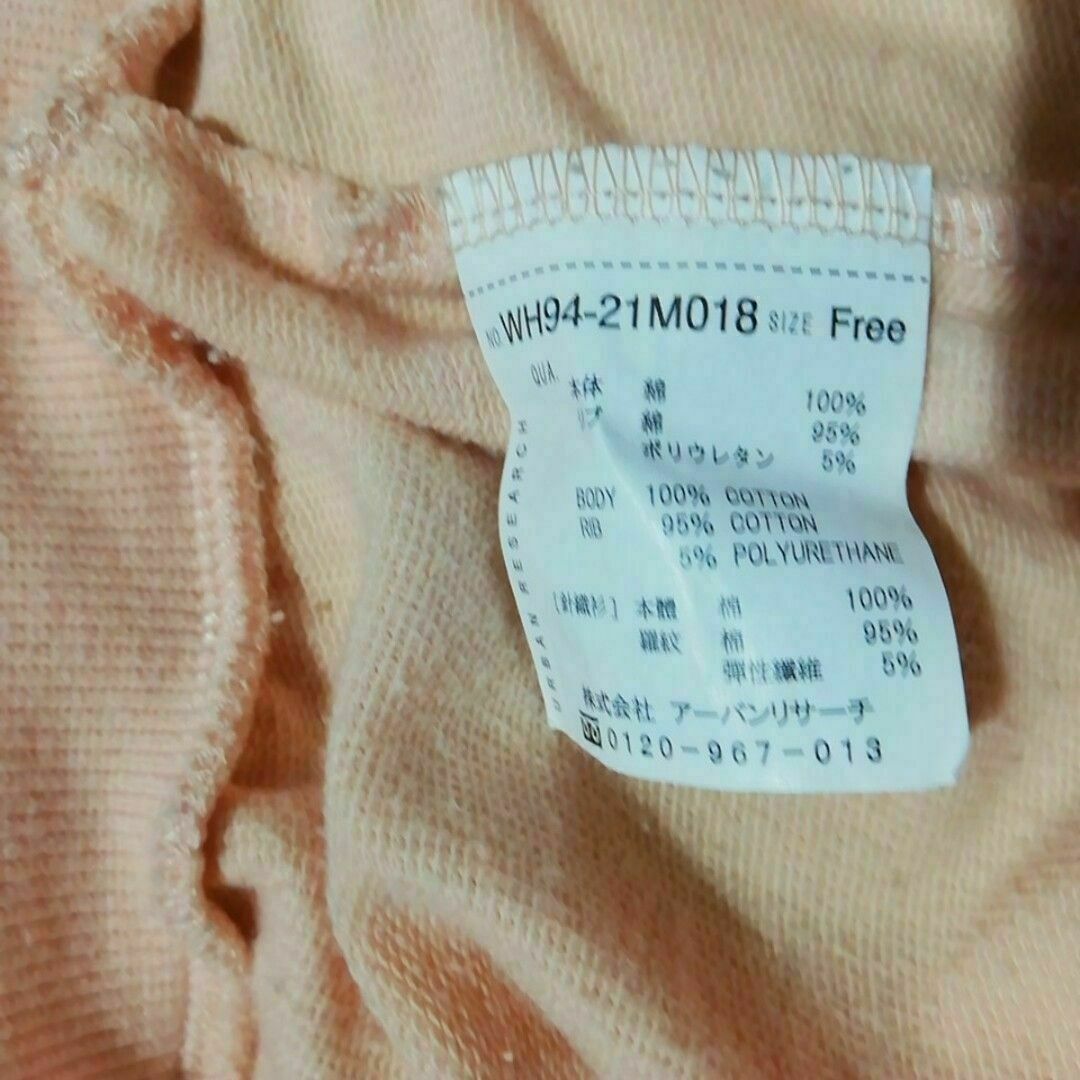 NO. WH94-21M018 SIZE Free
QUA. 本体 綿 100%
リブ 綿 95%
ポリウレタン 5%
BODY 100% COTTON
RIB 95% COTTON
5% POLYURETHANE
[針織衫] 本體 棉 100%
羅紋 棉 95%
弾性繊維 5%
株式会社 アーバンリサーチ
0120-967-013
URBAN RESEARCH